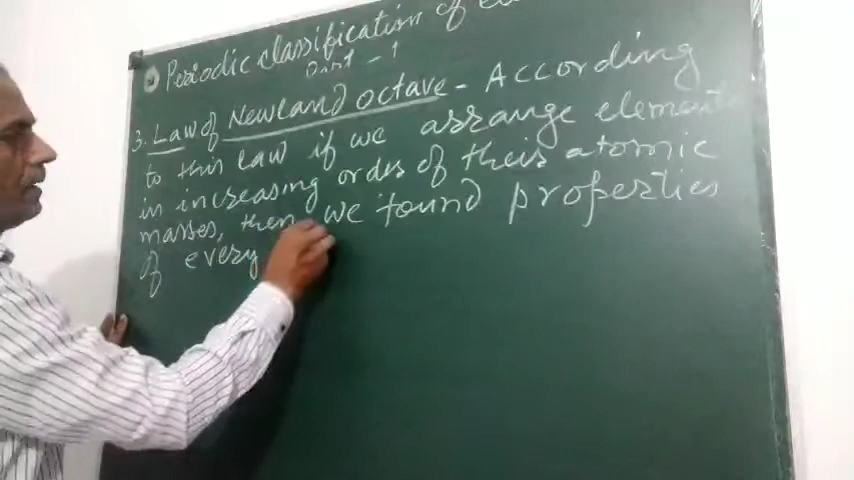 Periodic classification of
Part - 1
3. Law of Newland octave - According
to this law if we arrange elements
in increasing order of their atomic
masses, then we found properties
of every